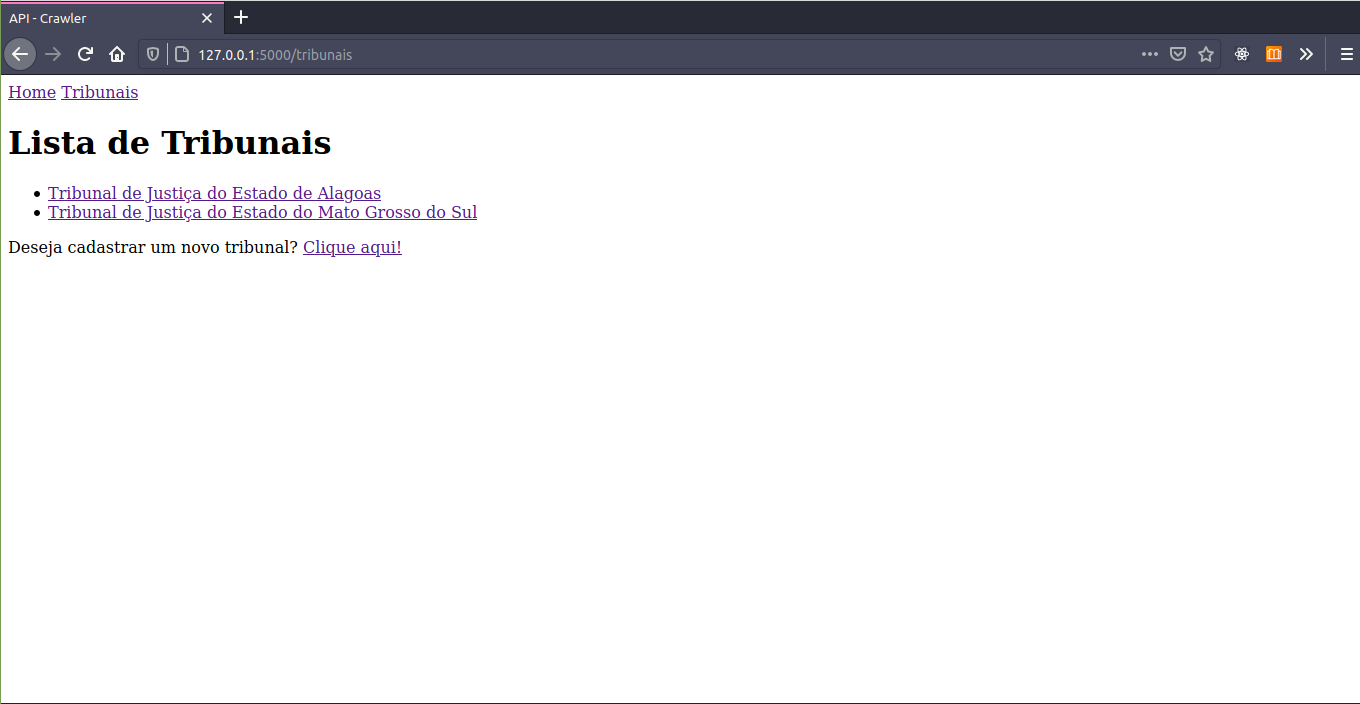 API - Crawler
127.0.0.1:5000/tribunais
Home Tribunais
Lista de Tribunais
Tribunal de Justiça do Estado de Alagoas
Tribunal de Justiça do Estado do Mato Grosso do Sul
Deseja cadastrar um novo tribunal? Clique aqui!